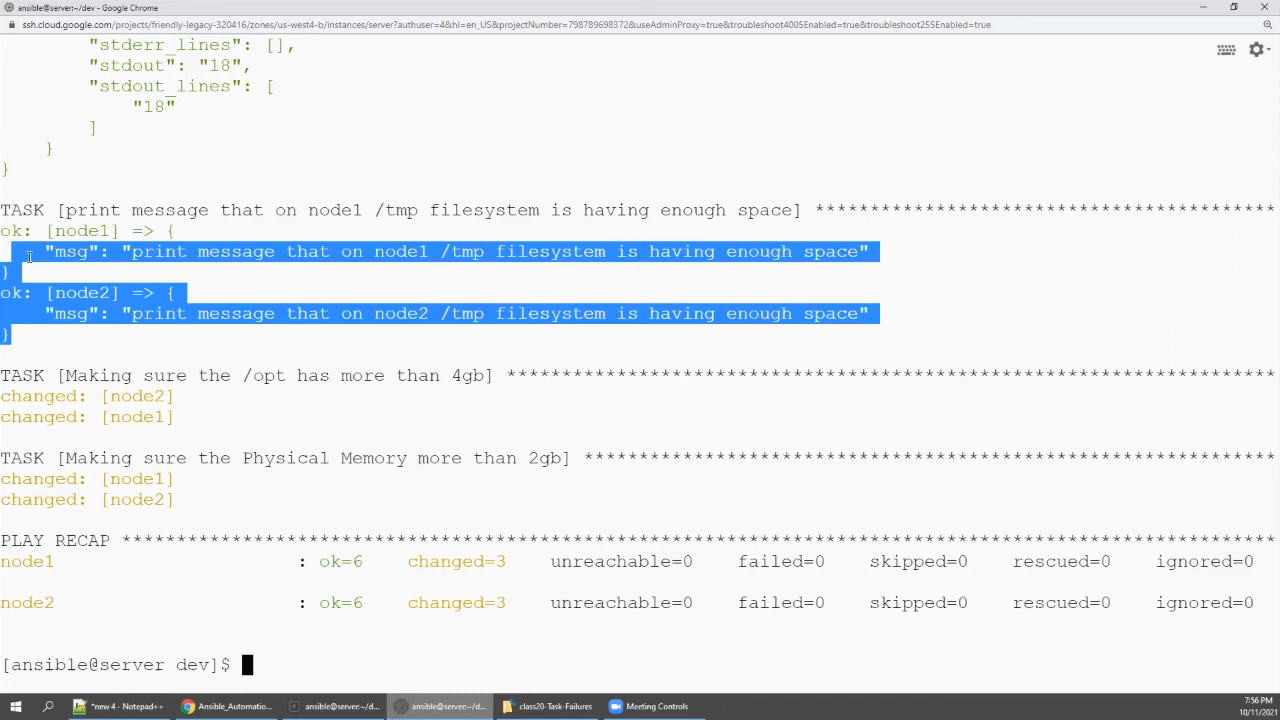 ansible@server:~/dev - Google Chrome
ssh.cloud.google.com/projects/friendly-legacy-320416/zones/us-west4-b/instances/server?authuser=4&hl=en_US&projectNumber=798789698372&useAdminProxy=true&troubleshoot4005Enabled=true&troubleshoot255Enabled=true
"stderr_lines": [],
"stdout": "18",
"stdout_lines": [
"18"
]
}
}
TASK [print message that on node1 /tmp filesystem is having enough space] ******************************************
ok: [node1] => {
"msg": "print message that on node1 /tmp filesystem is having enough space"
}
ok: [node2] => {
"msg": "print message that on node2 /tmp filesystem is having enough space"
}
TASK [Making sure the /opt has more than 4gb] **********************************************************************
changed: [node2]
changed: [node1]
TASK [Making sure the Physical Memory more than 2gb] ***************************************************************
changed: [node1]
changed: [node2]
PLAY RECAP *********************************************************************************************************
node1 : ok=6 changed=3 unreachable=0 failed=0 skipped=0 rescued=0 ignored=0
node2 : ok=6 changed=3 unreachable=0 failed=0 skipped=0 rescued=0 ignored=0
[ansible@server dev]$
*new 4 - Notepad++ Ansible_Automatio... ansible@server:~/d... ansible@server:~/d... class20-Task-Failures Meeting Controls 7:56 PM
10/11/2021